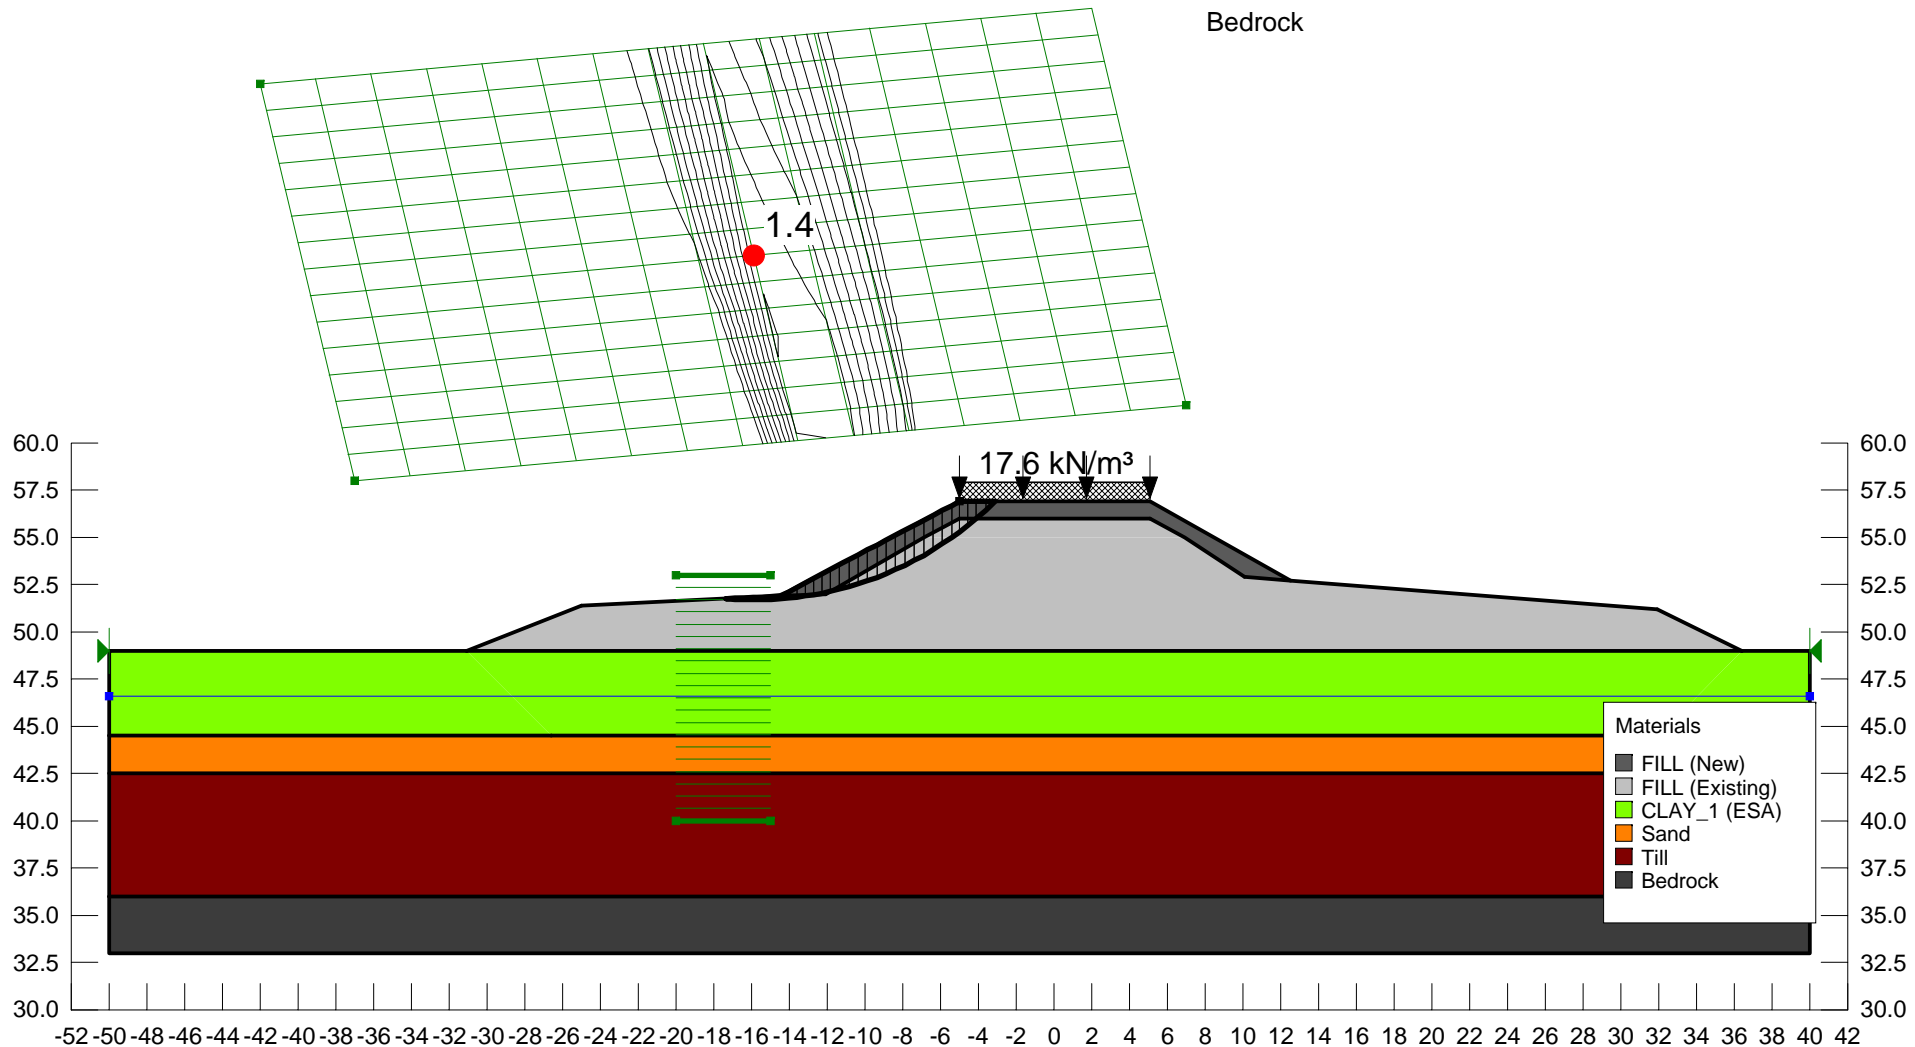 Bedrock
1.4
17.6 kN/m³
60.0 60.0
57.5 57.5
55.0 55.0
52.5 52.5
50.0 50.0
47.5 47.5
45.0 45.0
42.5 42.5
40.0 40.0
37.5 37.5
35.0 35.0
32.5 32.5
30.0 30.0
Materials
FILL (New)
FILL (Existing)
CLAY_1 (ESA)
Sand
Till
Bedrock
-52 -50 -48 -46 -44 -42 -40 -38 -36 -34 -32 -30 -28 -26 -24 -22 -20 -18 -16 -14 -12 -10 -8 -6 -4 -2 0 2 4 6 8 10 12 14 16 18 20 22 24 26 28 30 32 34 36 38 40 42